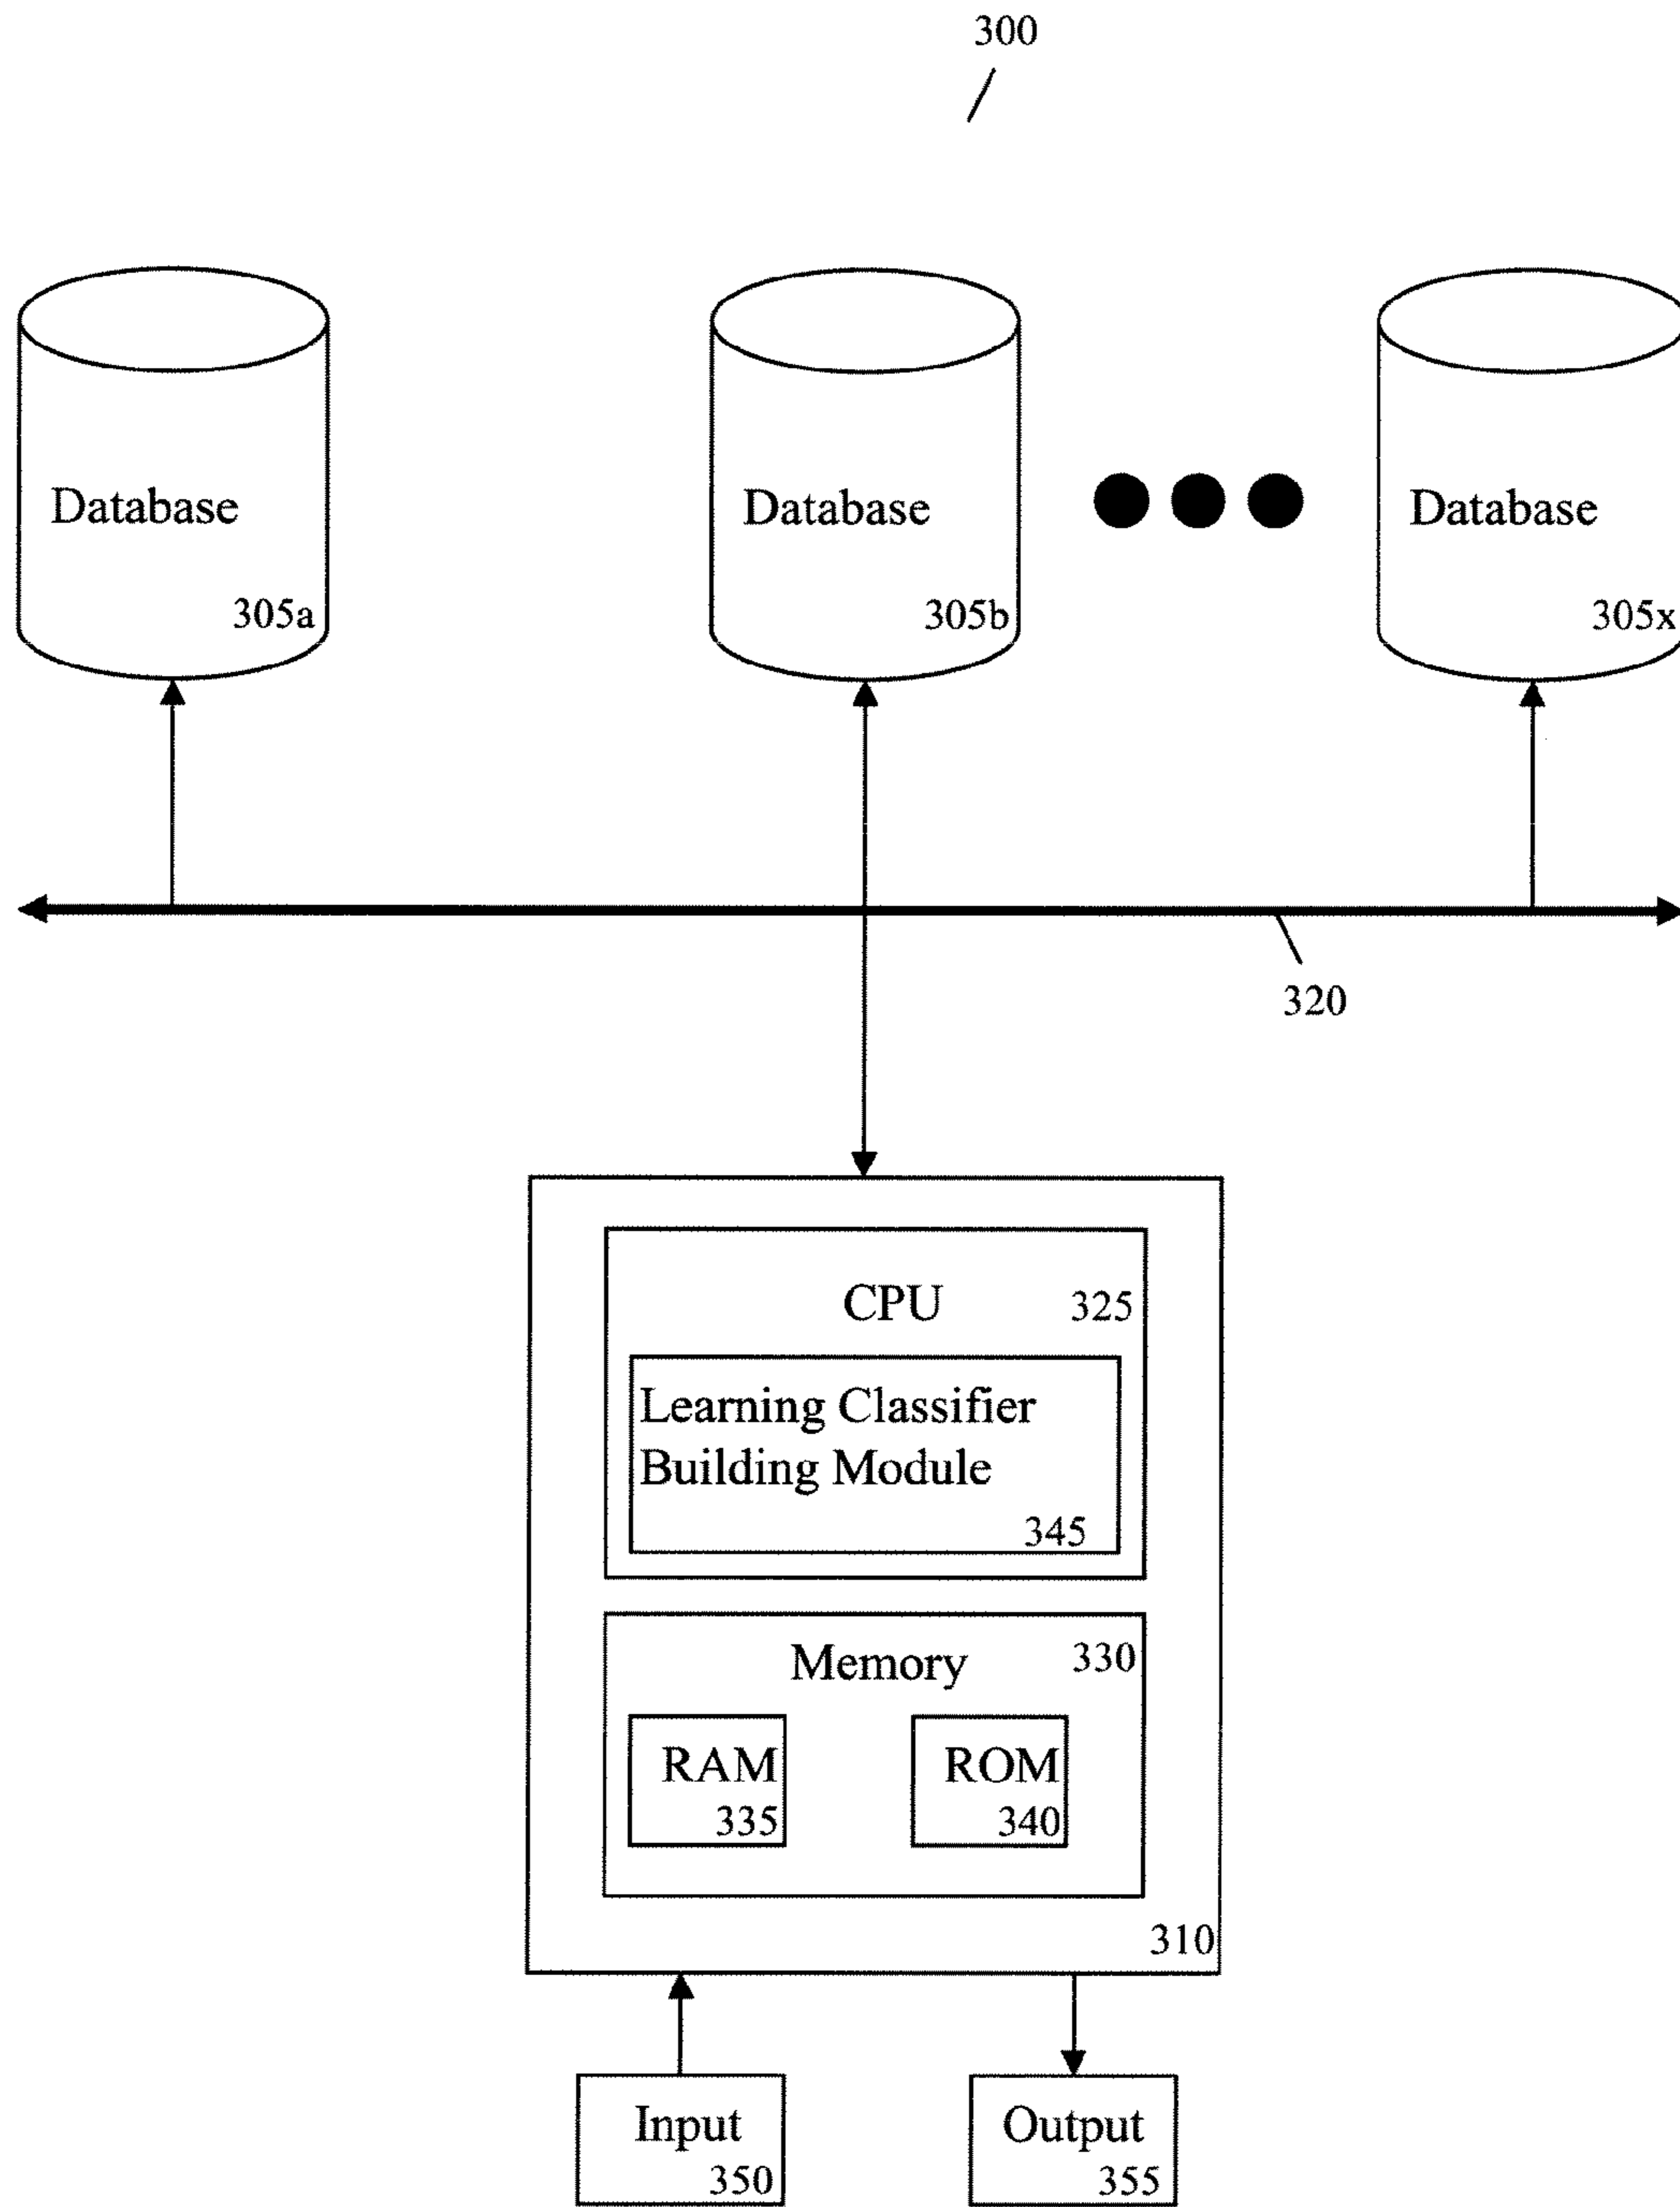 300
Database
305a
Database
305b
Database
305x
320
CPU
325
Learning Classifier
Building Module
345
Memory
330
RAM
335
ROM
340
310
Input
350
Output
355